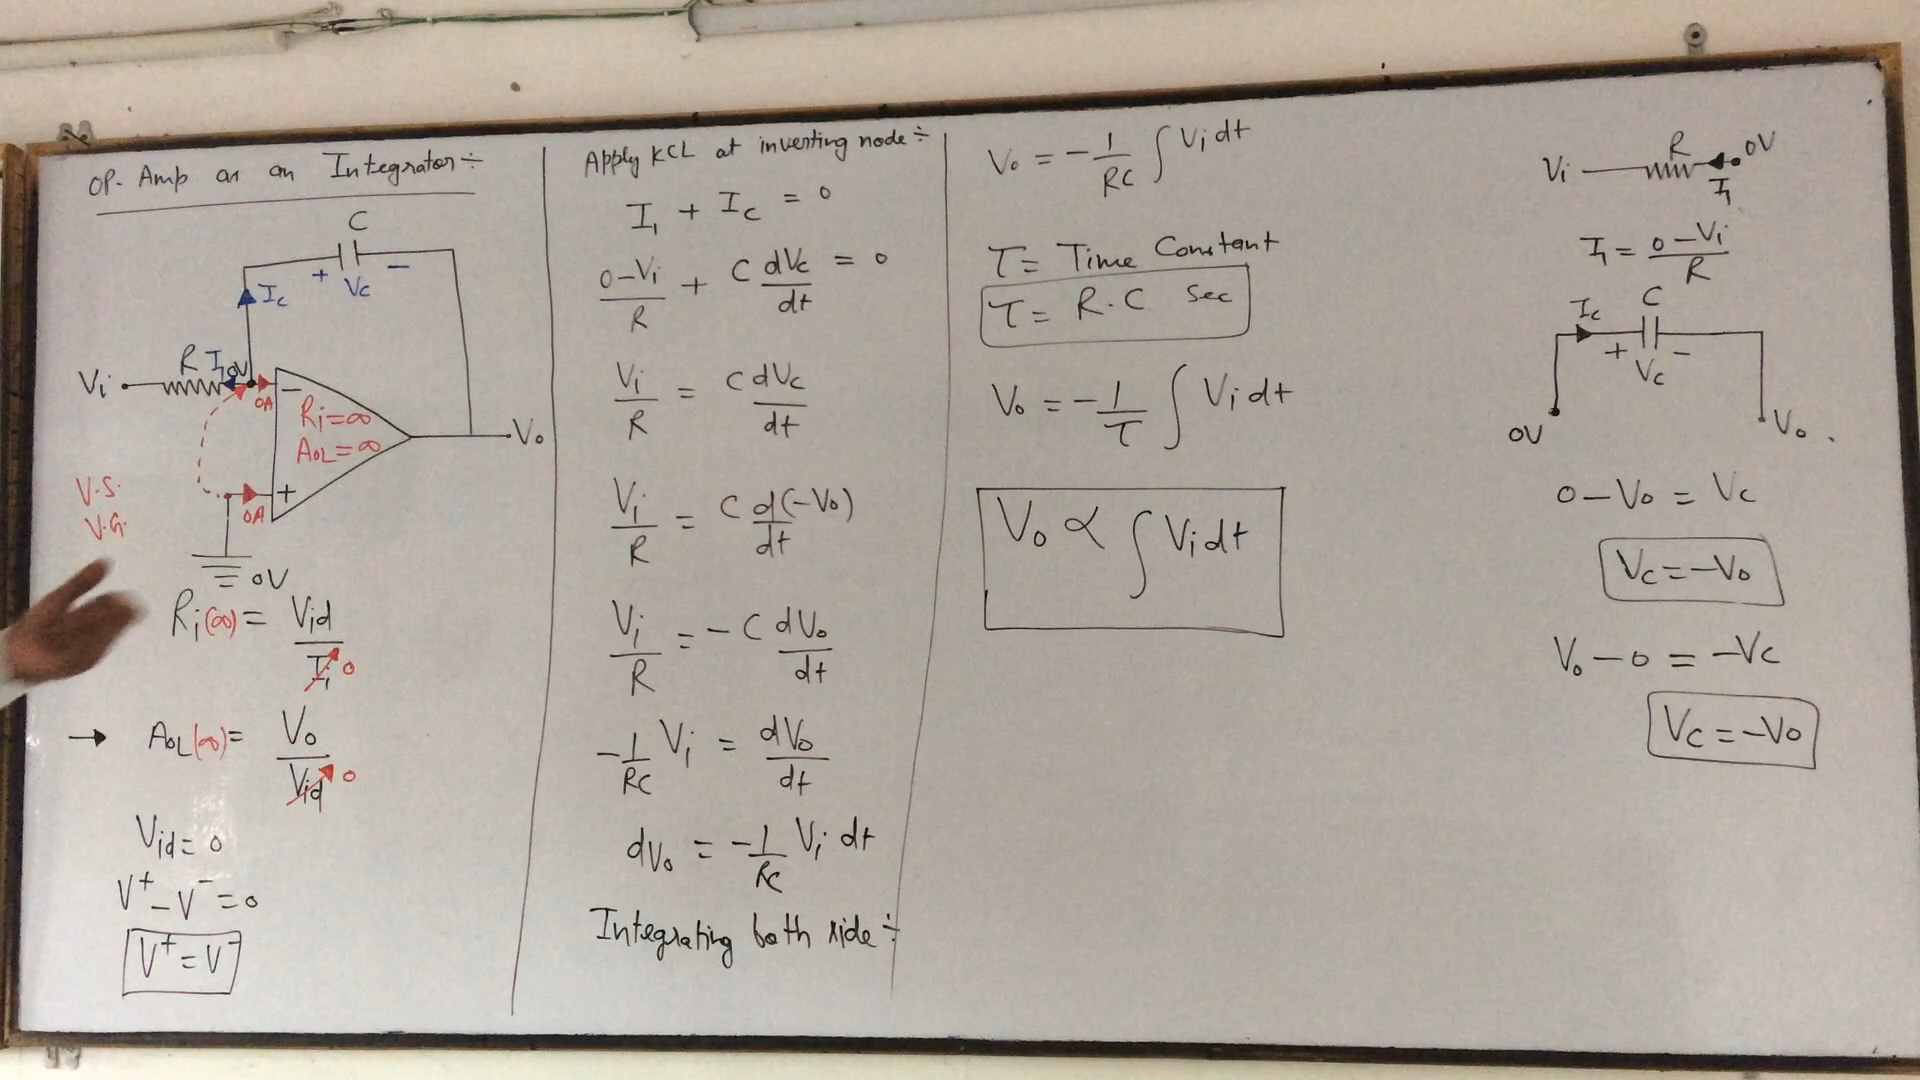 OP-Amp as an Integrator÷
C
+ Vc −
Ic
R I1 0V
Vi
0A
−
Ri=∞
AOL=∞
Vo
V.S.
V.G.
+
0A
0V
Ri(∞) = Vid / Ii 0
→ AOL(∞) = Vo / Vid 0
Vid = 0
V⁺ − V⁻ = 0
V⁺ = V⁻
Apply KCL at inverting node÷
I1 + Ic = 0
0−Vi / R + C dVc / dt = 0
Vi / R = C dVc / dt
Vi / R = C d(−Vo) / dt
Vi / R = −C dVo / dt
−1/RC Vi = dVo / dt
dVo = −1/RC Vi dt
Integrating both side÷
Vo = −1/RC ∫ Vi dt
τ = Time Constant
τ = R.C Sec
Vo = −1/τ ∫ Vi dt
Vo ∝ ∫ Vi dt
Vi R 0V
I1
I1 = 0−Vi / R
Ic C
+ Vc −
0V Vo.
0−Vo = Vc
Vc = −Vo
Vo−0 = −Vc
Vc = −Vo